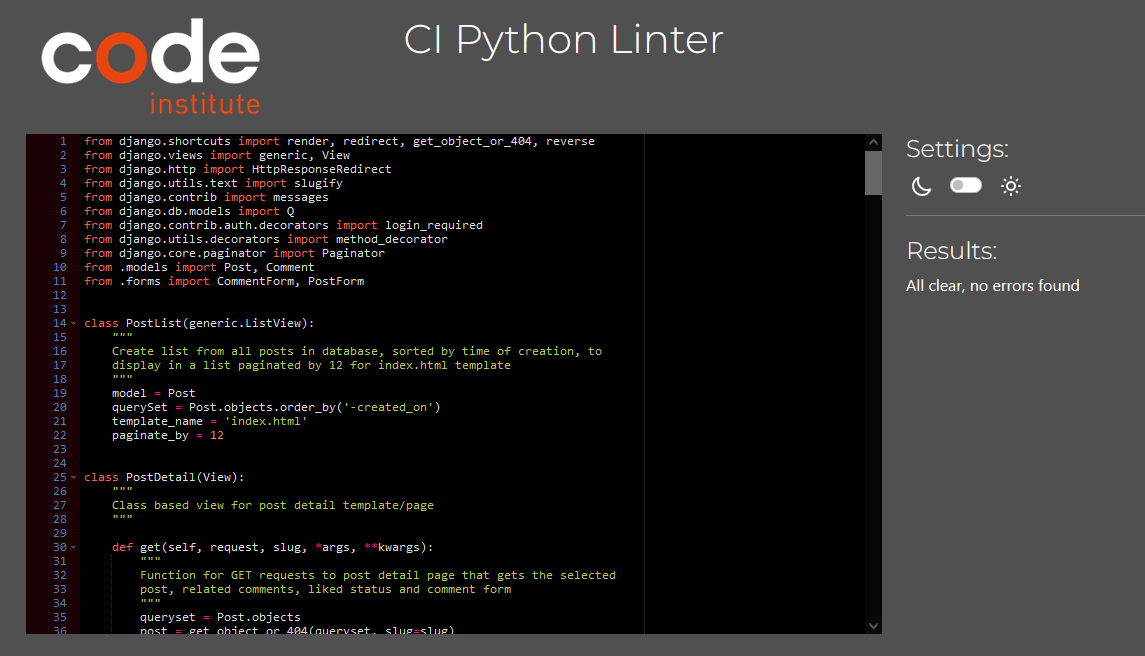 code
institute
CI Python Linter
1 from django.shortcuts import render, redirect, get_object_or_404, reverse
2 from django.views import generic, View
3 from django.http import HttpResponseRedirect
4 from django.utils.text import slugify
5 from django.contrib import messages
6 from django.db.models import Q
7 from django.contrib.auth.decorators import login_required
8 from django.utils.decorators import method_decorator
9 from django.core.paginator import Paginator
10 from .models import Post, Comment
11 from .forms import CommentForm, PostForm
12
13
14 class PostList(generic.ListView):
15     """
16     Create list from all posts in database, sorted by time of creation, to
17     display in a list paginated by 12 for index.html template
18     """
19     model = Post
20     querySet = Post.objects.order_by('-created_on')
21     template_name = 'index.html'
22     paginate_by = 12
23
24
25 class PostDetail(View):
26     """
27     Class based view for post detail template/page
28     """
29
30     def get(self, request, slug, *args, **kwargs):
31         """
32         Function for GET requests to post detail page that gets the selected
33         post, related comments, liked status and comment form
34         """
35         queryset = Post.objects
36         post = get_object_or_404(queryset, slug=slug)
Settings:
Results:
All clear, no errors found